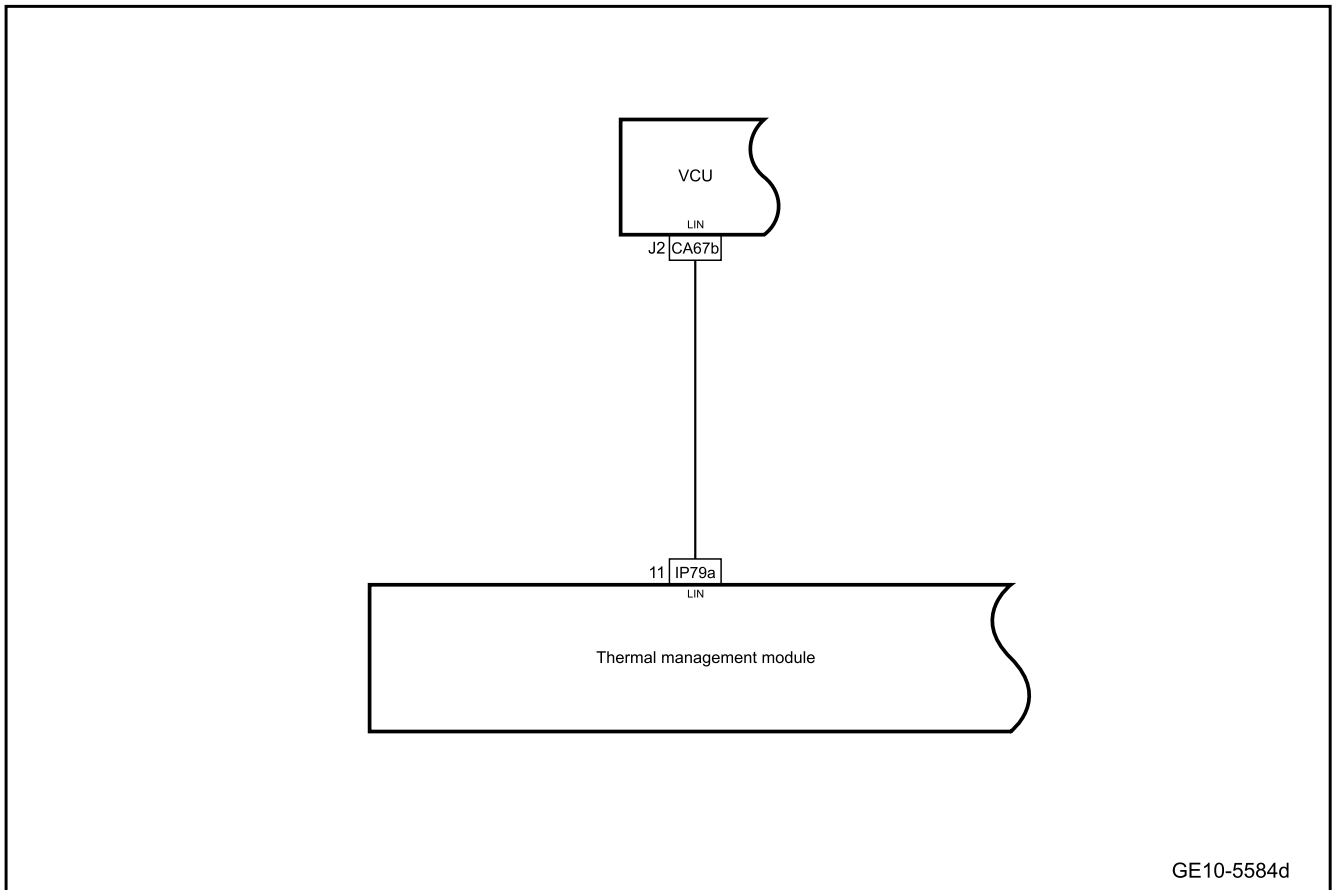 VCU
LIN
J2 CA67b
11 IP79a
LIN
Thermal management module
GE10-5584d